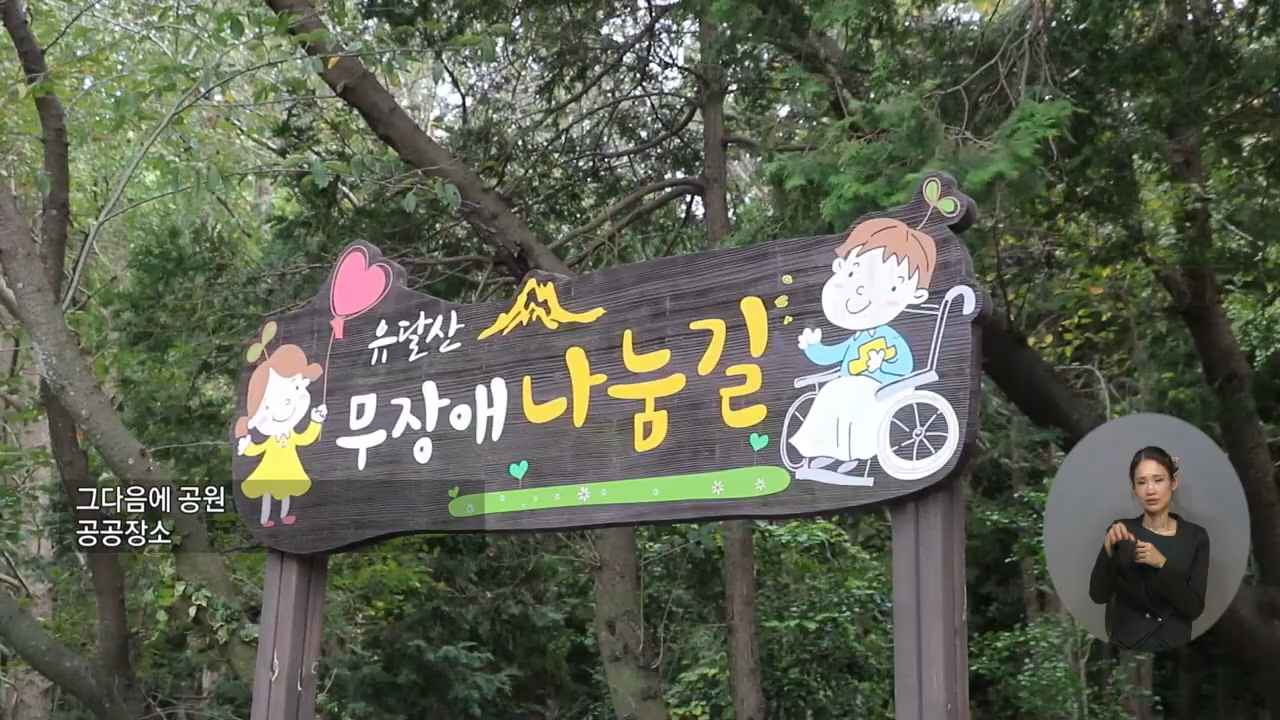 유달산
무장애 나눔길
그다음에 공원
공공장소